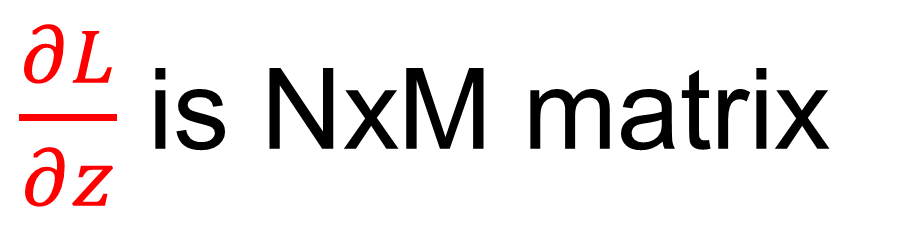 ∂L/∂z is NxM matrix